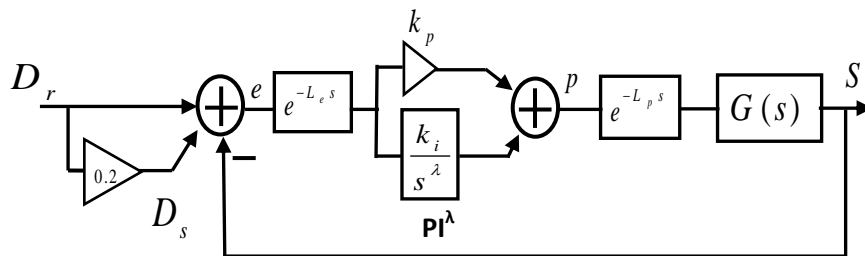 D_r
0.2
D_s
e
e^{-L_e s}
k_p
k_i
s^λ
PI^λ
p
e^{-L_p s}
G(s)
S